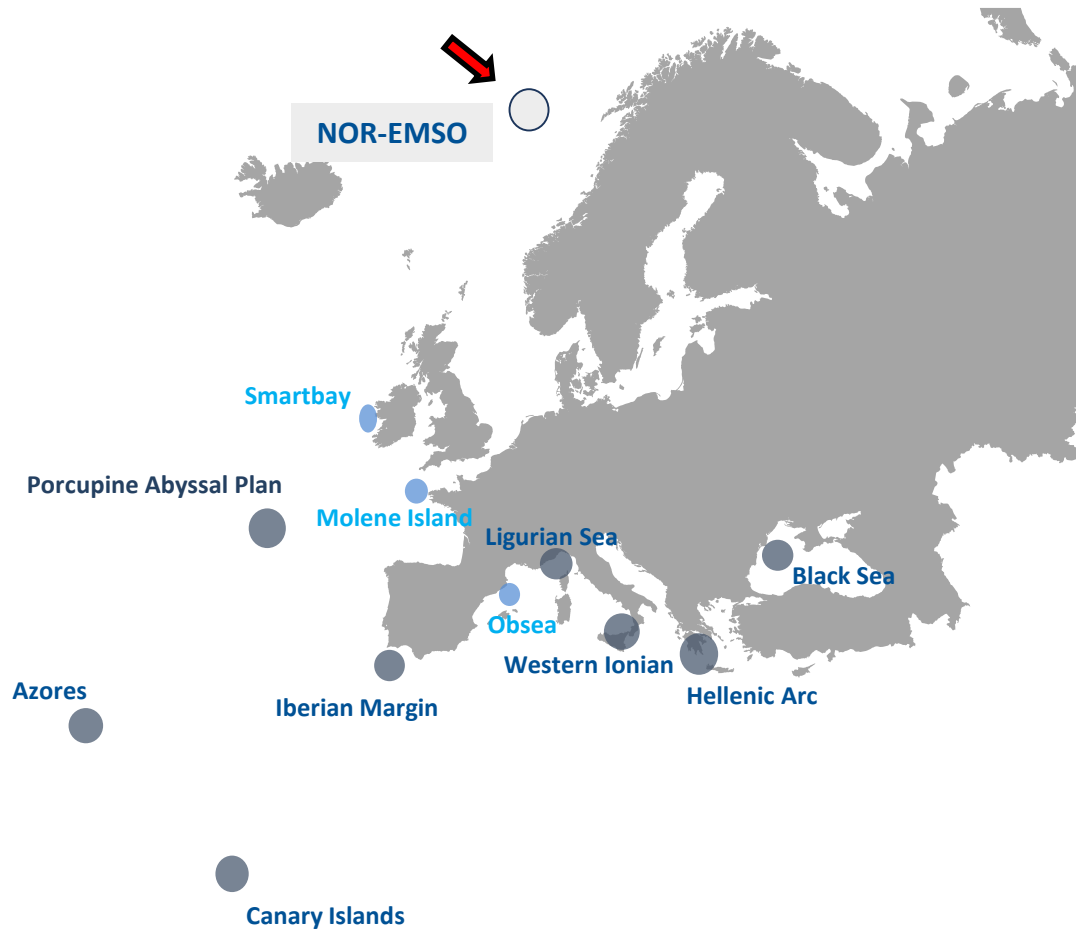 NOR-EMSO
Smartbay
Porcupine Abyssal Plan
Molene Island
Ligurian Sea
Black Sea
Obsea
Western Ionian
Hellenic Arc
Azores
Iberian Margin
Canary Islands